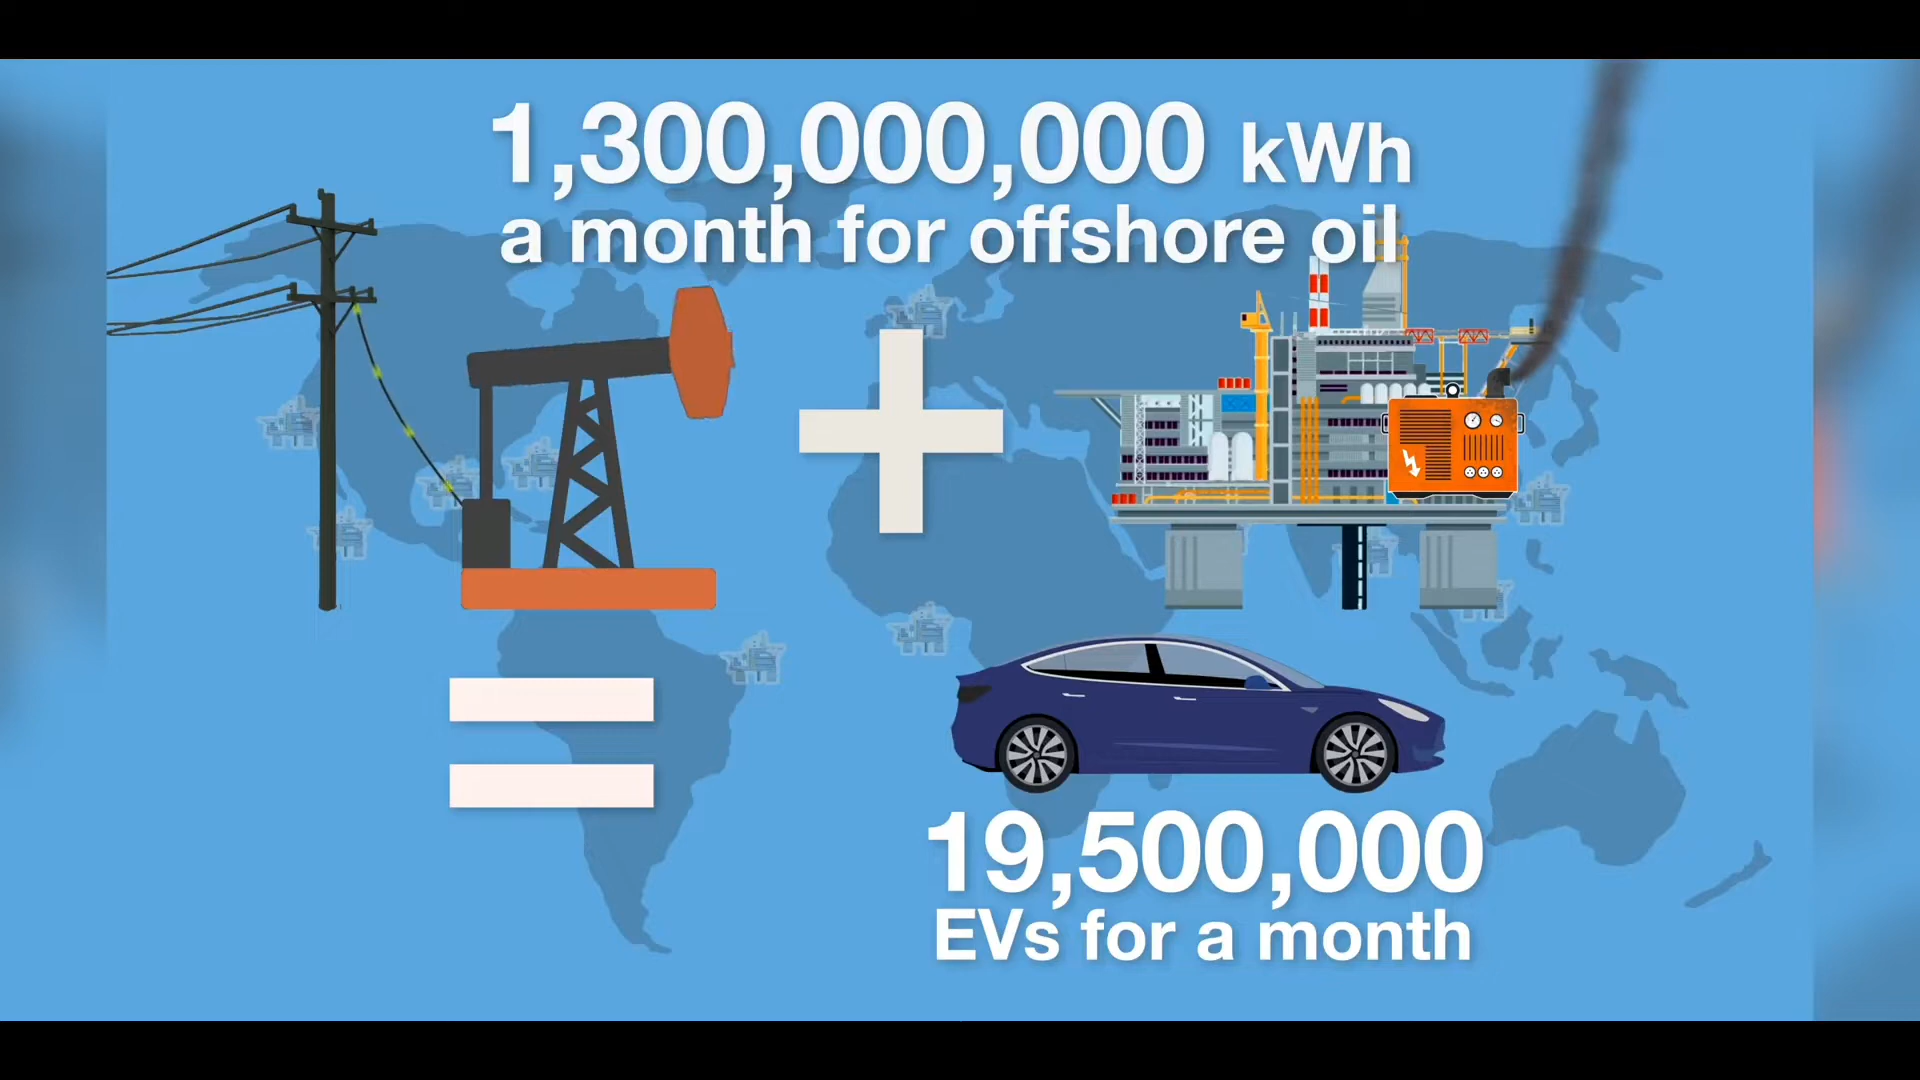 1,300,000,000 kWh
a month for offshore oil
19,500,000
EVs for a month